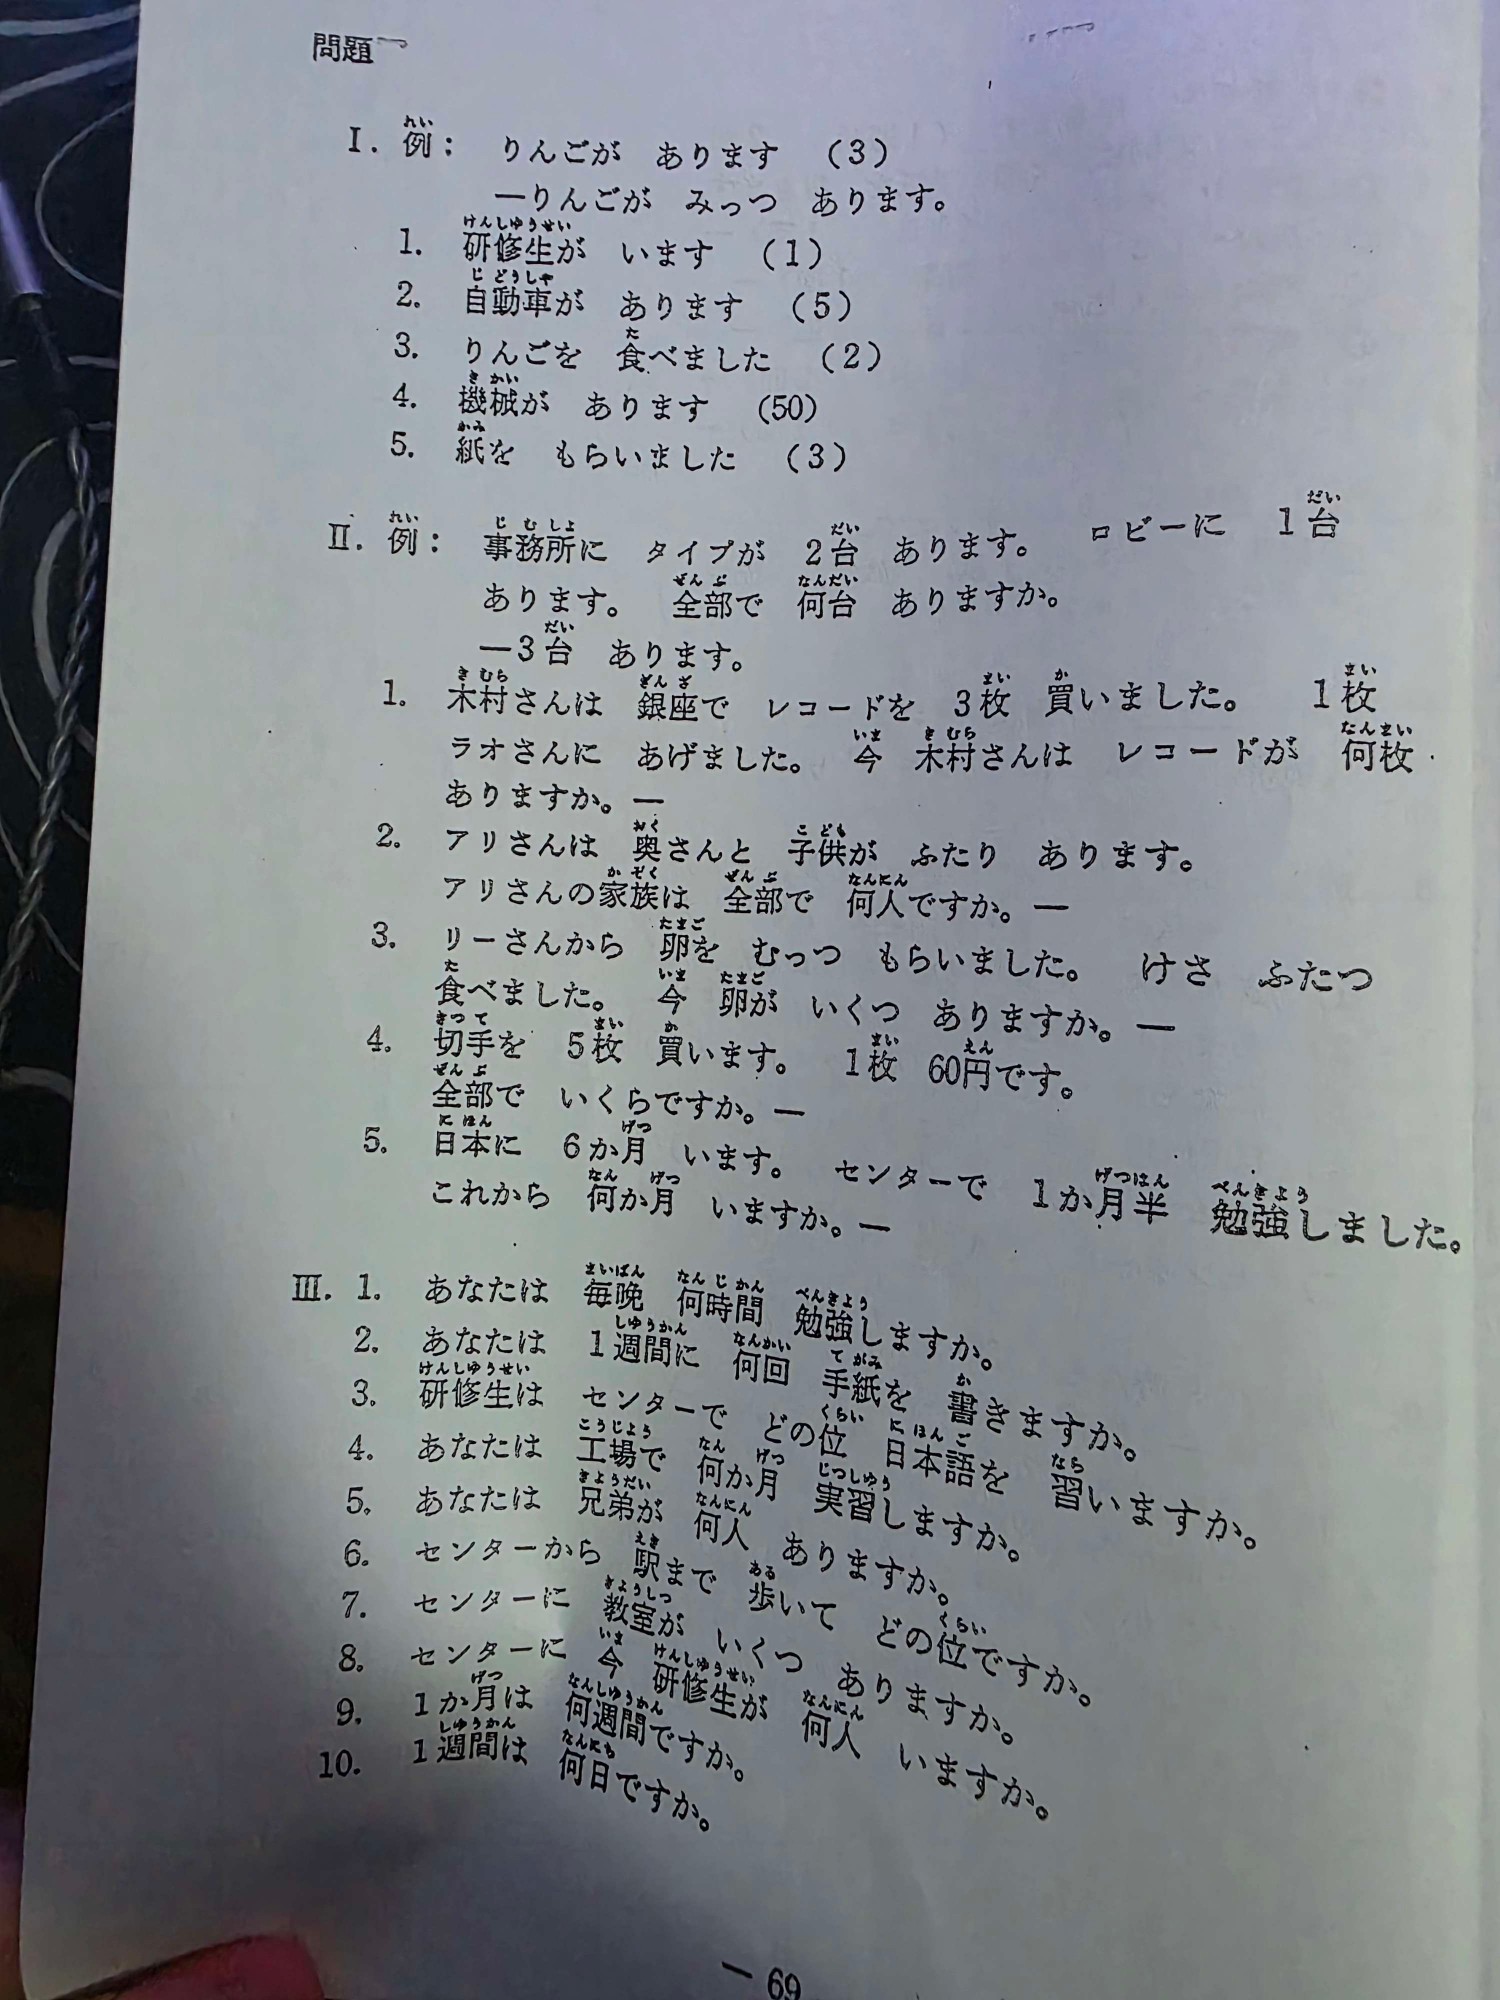 問題
I. 例： りんごが あります （3）
—りんごが みっつ あります。
1. 研修生が います （1）
2. 自動車が あります （5）
3. りんごを 食べました （2）
4. 機械が あります （50）
5. 紙を もらいました （3）
II. 例： 事務所に タイプが 2台 あります。 ロビーに 1台
あります。 全部で 何台 ありますか。
—3台 あります。
1. 木村さんは 銀座で レコードを 3枚 買いました。 1枚
ラオさんに あげました。 今 木村さんは レコードが 何枚
ありますか。—
2. アリさんは 奥さんと 子供が ふたり あります。
アリさんの家族は 全部で 何人ですか。—
3. リーさんから 卵を むっつ もらいました。 けさ ふたつ
食べました。 今 卵が いくつ ありますか。—
4. 切手を 5枚 買います。 1枚 60円です。
全部で いくらですか。—
5. 日本に 6か月 います。 センターで 1か月半 勉強しました。
これから 何か月 いますか。—
III. 1. あなたは 毎晩 何時間 勉強しますか。
2. あなたは 1週間に 何回 手紙を 書きますか。
3. 研修生は センターで どの位 日本語を 習いますか。
4. あなたは 工場で 何か月 実習しますか。
5. あなたは 兄弟が 何人 ありますか。
6. センターから 駅まで 歩いて どの位ですか。
7. センターに 教室が いくつ ありますか。
8. センターに 今 研修生が 何人 いますか。
9. 1か月は 何週間ですか。
10. 1週間は 何日ですか。
— 69